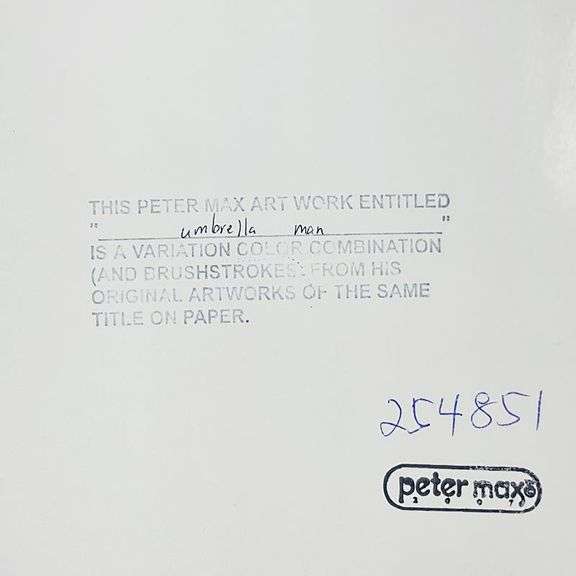 THIS PETER MAX ART WORK ENTITLED
" umbrella man "
IS A VARIATION COLOR COMBINATION
(AND BRUSHSTROKES) FROM HIS
ORIGINAL ARTWORKS OF THE SAME
TITLE ON PAPER.
254851
peter max